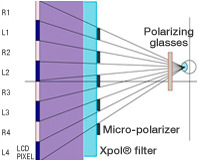 R1
L1
R2
L2
R3
L3
R4
L4
LCD
PIXEL
Polarizing
glasses
Micro-polarizer
Xpol® filter